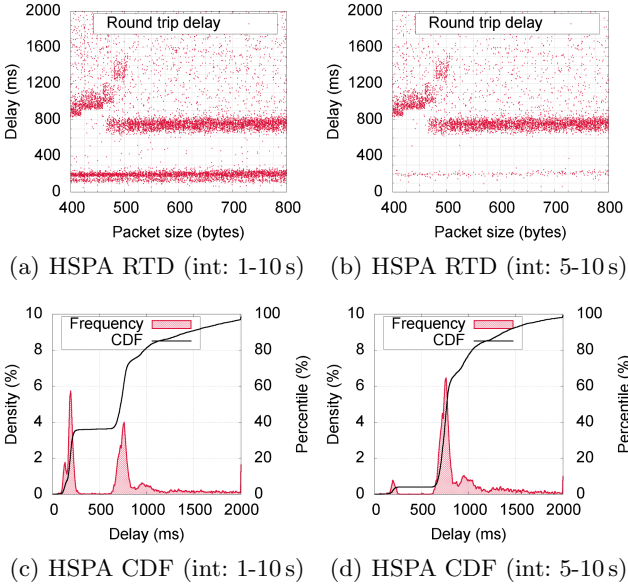 2000
1600
1200
800
400
0
Delay (ms)
Round trip delay
400 500 600 700 800
Packet size (bytes)
(a) HSPA RTD (int: 1-10 s)
2000
1600
1200
800
400
0
Delay (ms)
Round trip delay
400 500 600 700 800
Packet size (bytes)
(b) HSPA RTD (int: 5-10 s)
10
8
6
4
2
0
Density (%)
Frequency
CDF
100
80
60
40
20
0
Percentile (%)
0 500 1000 1500 2000
Delay (ms)
(c) HSPA CDF (int: 1-10 s)
10
8
6
4
2
0
Density (%)
Frequency
CDF
100
80
60
40
20
0
Percentile (%)
0 500 1000 1500 2000
Delay (ms)
(d) HSPA CDF (int: 5-10 s)